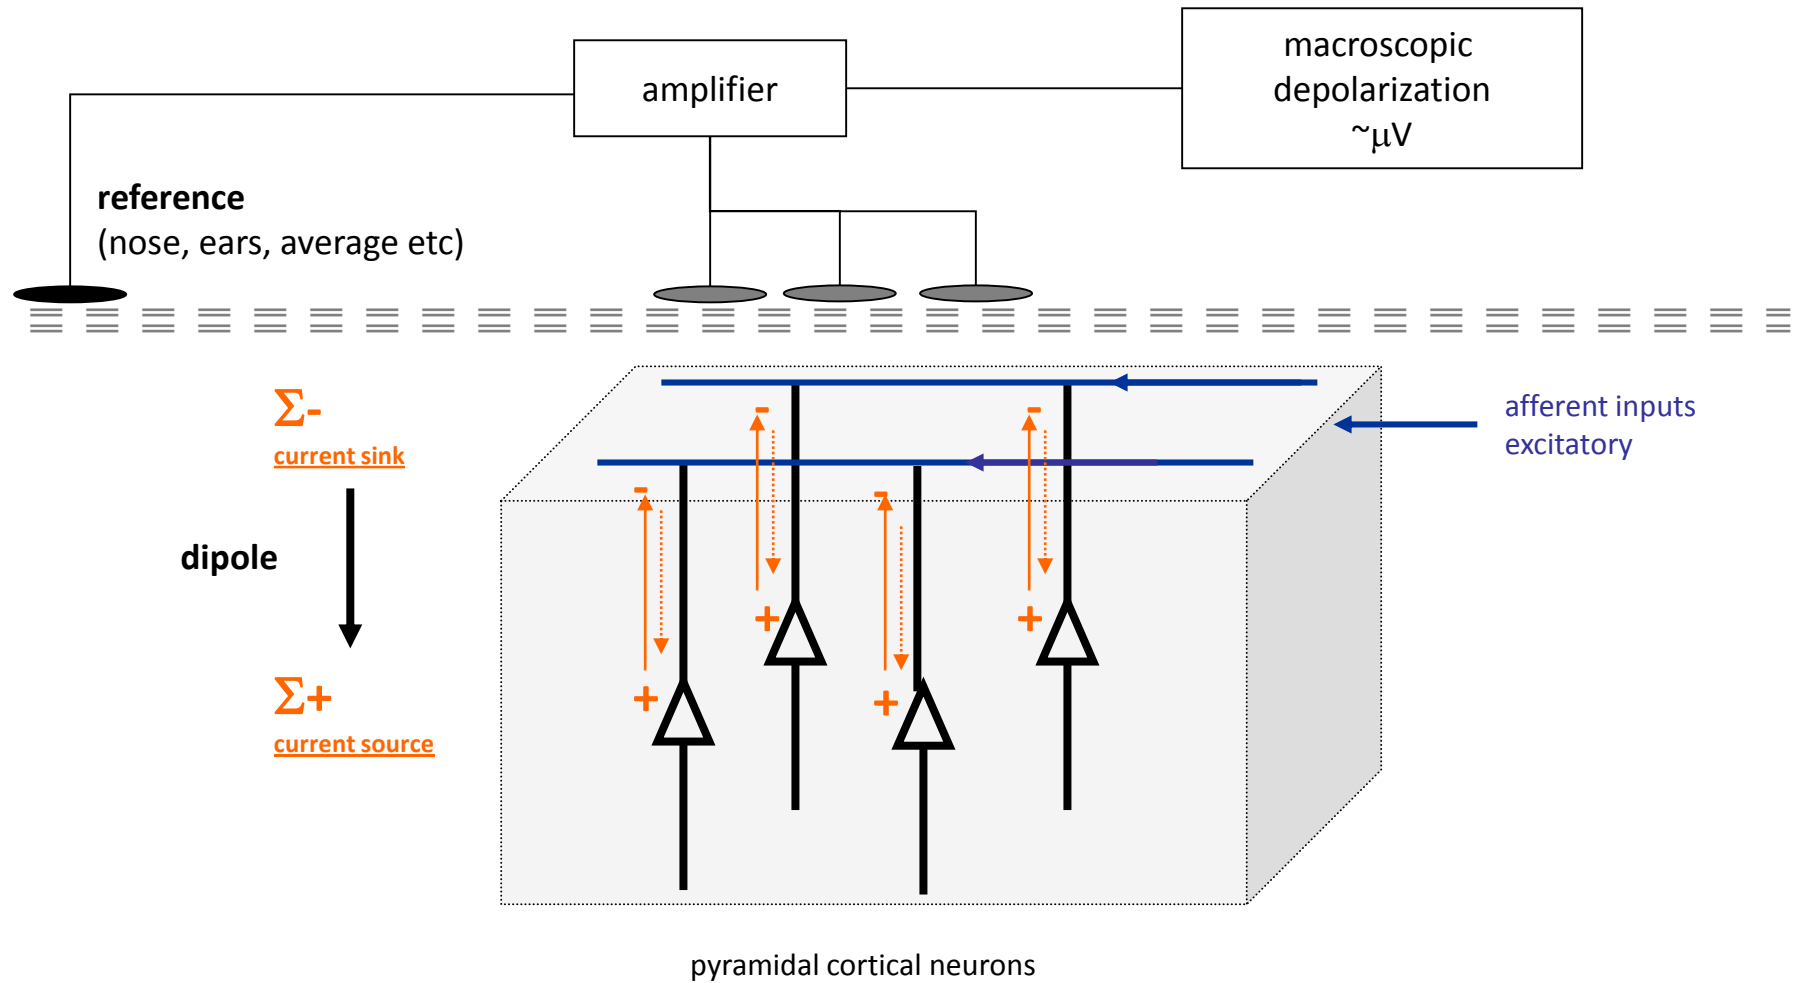 amplifier
macroscopic
depolarization
~μV
reference
(nose, ears, average etc)
Σ-
current sink
dipole
Σ+
current source
-
-
-
-
+
+
+
+
afferent inputs
excitatory
pyramidal cortical neurons